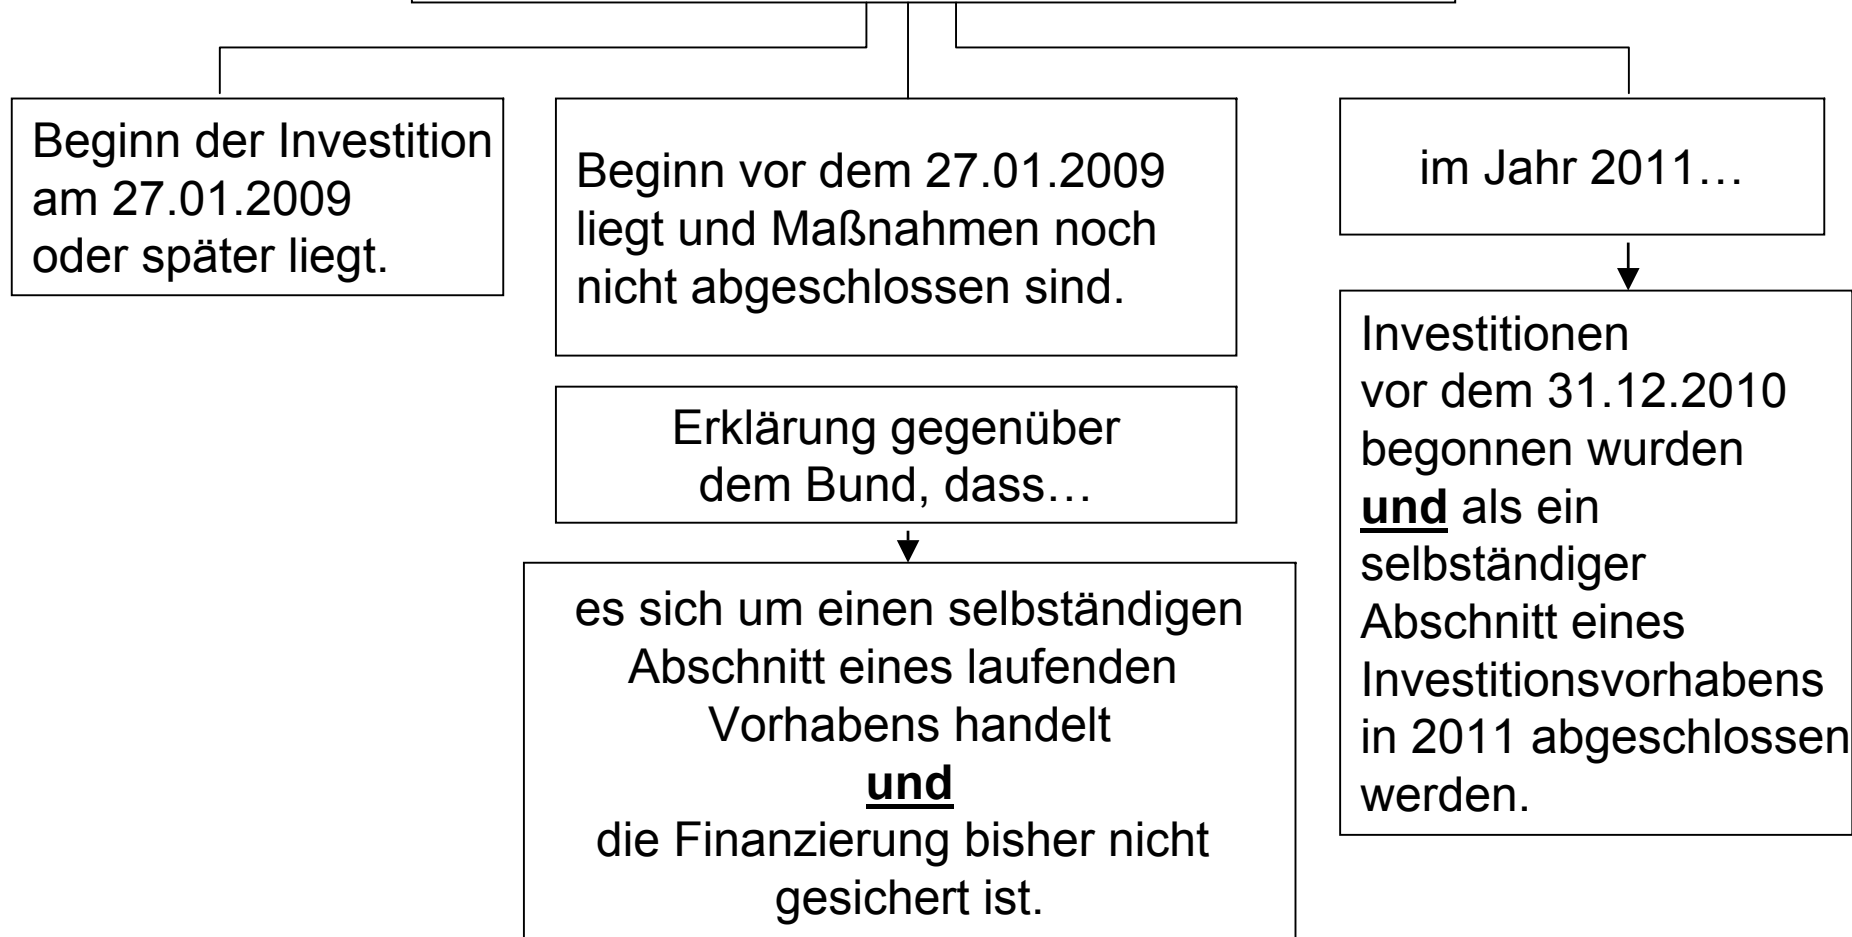 Beginn der Investition
am 27.01.2009
oder später liegt.
Beginn vor dem 27.01.2009
liegt und Maßnahmen noch
nicht abgeschlossen sind.
Erklärung gegenüber
dem Bund, dass…
es sich um einen selbständigen
Abschnitt eines laufenden
Vorhabens handelt
und
die Finanzierung bisher nicht
gesichert ist.
im Jahr 2011…
Investitionen
vor dem 31.12.2010
begonnen wurden
und als ein
selbständiger
Abschnitt eines
Investitionsvorhabens
in 2011 abgeschlossen
werden.